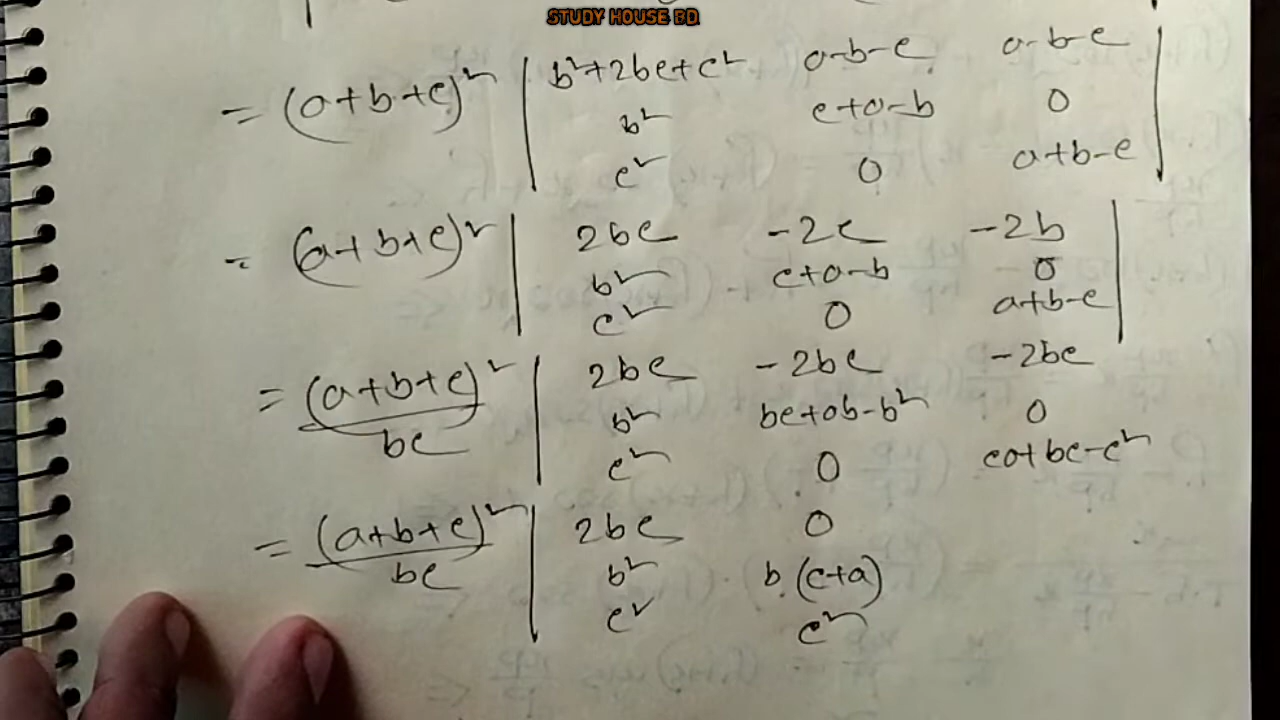 STUDY HOUSE BD
= (a+b+c)² | b²+2bc+c² a-b-c a-b-c |
b² c+a-b 0
c² 0 a+b-c
= (a+b+c)² | 2bc -2c -2b |
b² c+a-b 0
c² 0 a+b-c
= (a+b+c)²/bc | 2bc -2bc -2bc
b² bc+ab-b² 0
c² 0 ca+bc-c²
= (a+b+c)²/bc | 2bc 0
b² b(c+a)
c² c²